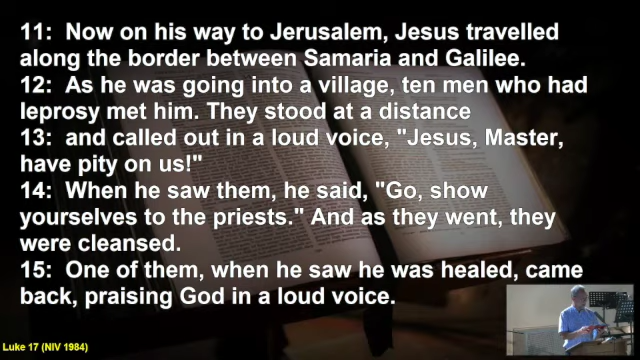 11:  Now on his way to Jerusalem, Jesus travelled
along the border between Samaria and Galilee.
12:  As he was going into a village, ten men who had
leprosy met him. They stood at a distance
13:  and called out in a loud voice, "Jesus, Master,
have pity on us!"
14:  When he saw them, he said, "Go, show
yourselves to the priests." And as they went, they
were cleansed.
15:  One of them, when he saw he was healed, came
back, praising God in a loud voice.
Luke 17 (NIV 1984)